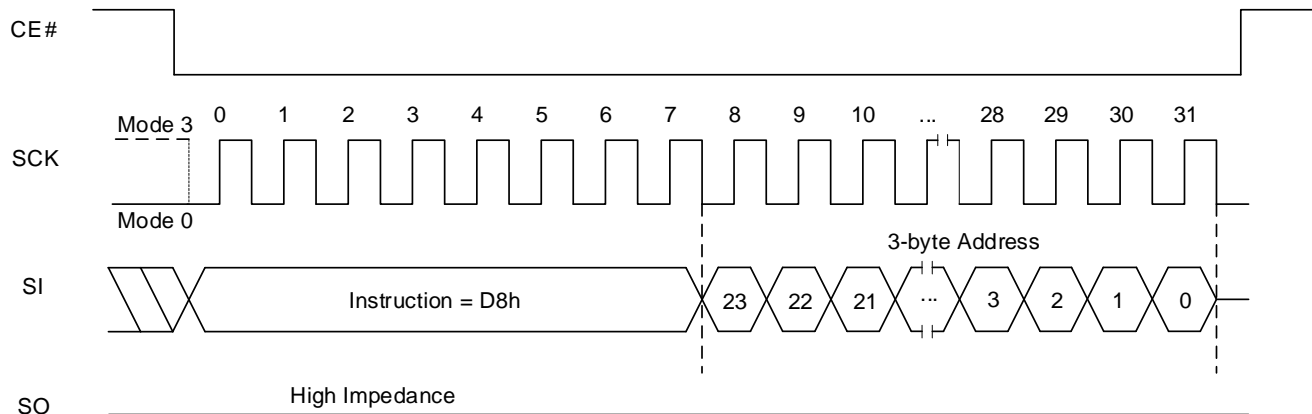 CE#
0 1 2 3 4 5 6 7 8 9 10 ... 28 29 30 31
Mode 3
SCK
Mode 0
3-byte Address
SI
Instruction = D8h 23 22 21 ... 3 2 1 0
High Impedance
SO